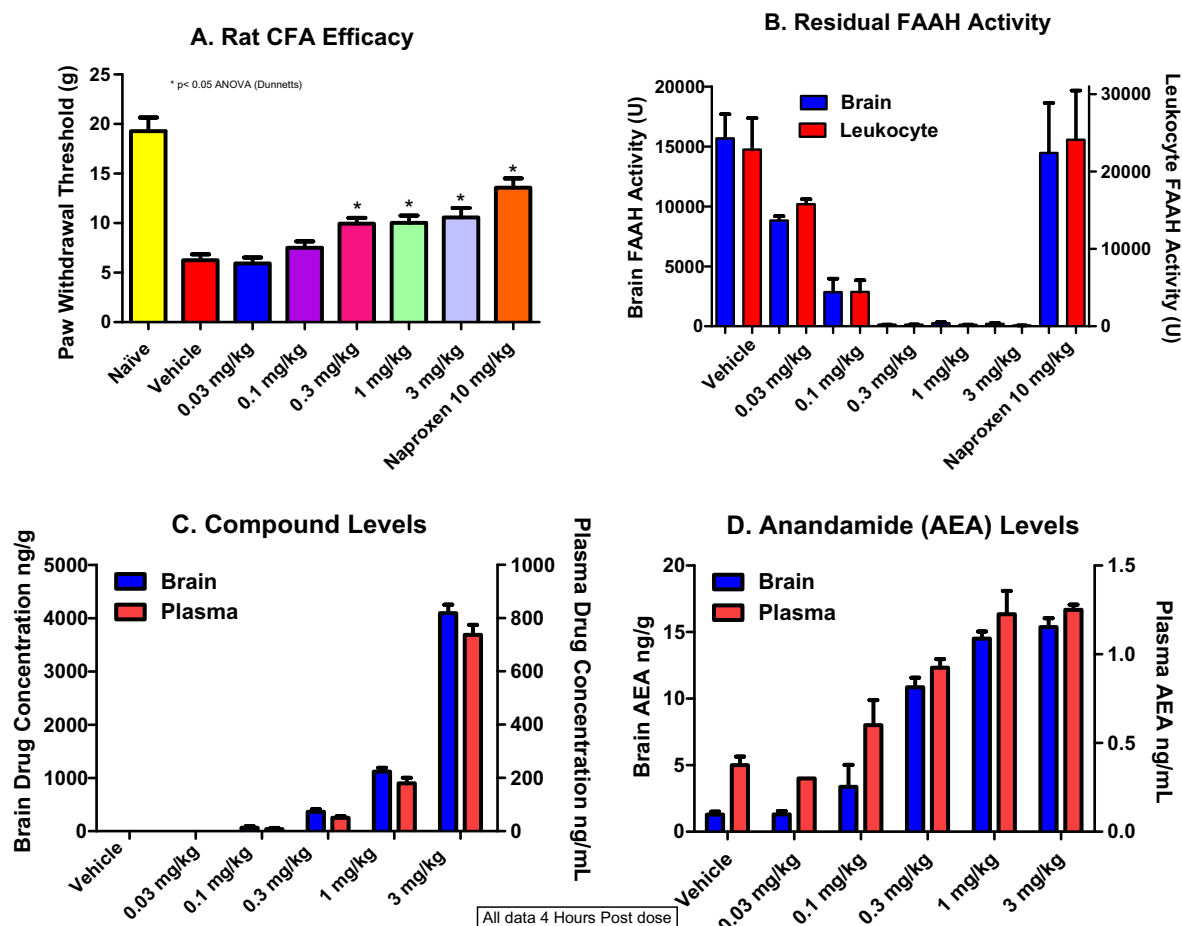 A. Rat CFA Efficacy
* p< 0.05 ANOVA (Dunnetts)
Paw Withdrawal Threshold (g)
25
20
15
10
5
0
* * * *
Naïve
Vehicle
0.03 mg/kg
0.1 mg/kg
0.3 mg/kg
1 mg/kg
3 mg/kg
Naproxen 10 mg/kg
B. Residual FAAH Activity
Brain FAAH Activity (U)
20000
15000
10000
5000
0
Brain
Leukocyte
30000
20000
10000
0
Leukocyte FAAH Activity (U)
Vehicle
0.03 mg/kg
0.1 mg/kg
0.3 mg/kg
1 mg/kg
3 mg/kg
Naproxen 10 mg/kg
C. Compound Levels
Brain Drug Concentration ng/g
5000
4000
3000
2000
1000
0
Brain
Plasma
1000
800
600
400
200
0
Plasma Drug Concentration ng/mL
Vehicle
0.03 mg/kg
0.1 mg/kg
0.3 mg/kg
1 mg/kg
3 mg/kg
D. Anandamide (AEA) Levels
Brain AEA ng/g
20
15
10
5
0
Brain
Plasma
1.5
1.0
0.5
0.0
Plasma AEA ng/mL
Vehicle
0.03 mg/kg
0.1 mg/kg
0.3 mg/kg
1 mg/kg
3 mg/kg
All data 4 Hours Post dose